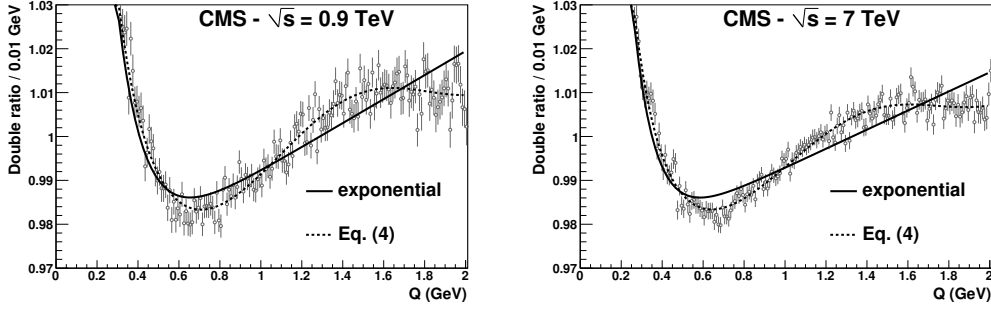 CMS - √s = 0.9 TeV
Double ratio / 0.01 GeV
1.03
1.02
1.01
1
0.99
0.98
0.97
exponential
Eq. (4)
0 0.2 0.4 0.6 0.8 1 1.2 1.4 1.6 1.8 2
Q (GeV)
CMS - √s = 7 TeV
Double ratio / 0.01 GeV
1.03
1.02
1.01
1
0.99
0.98
0.97
exponential
Eq. (4)
0 0.2 0.4 0.6 0.8 1 1.2 1.4 1.6 1.8 2
Q (GeV)